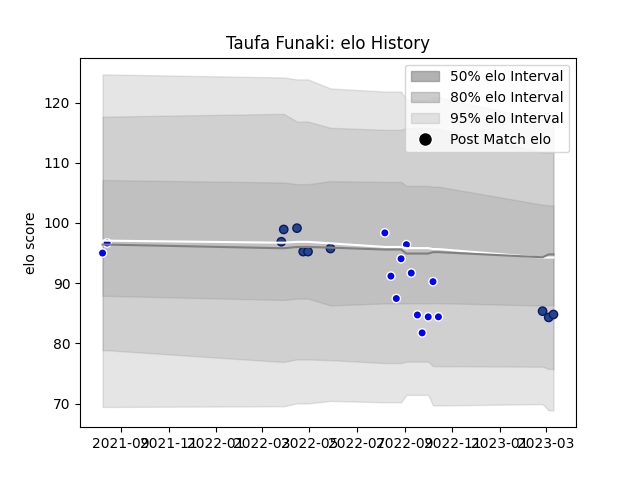 Taufa Funaki: elo History
50% elo Interval
80% elo Interval
95% elo Interval
Post Match elo
elo score
120
110
100
90
80
70
2021-09 2021-11 2022-01 2022-03 2022-05 2022-07 2022-09 2022-11 2023-01 2023-03